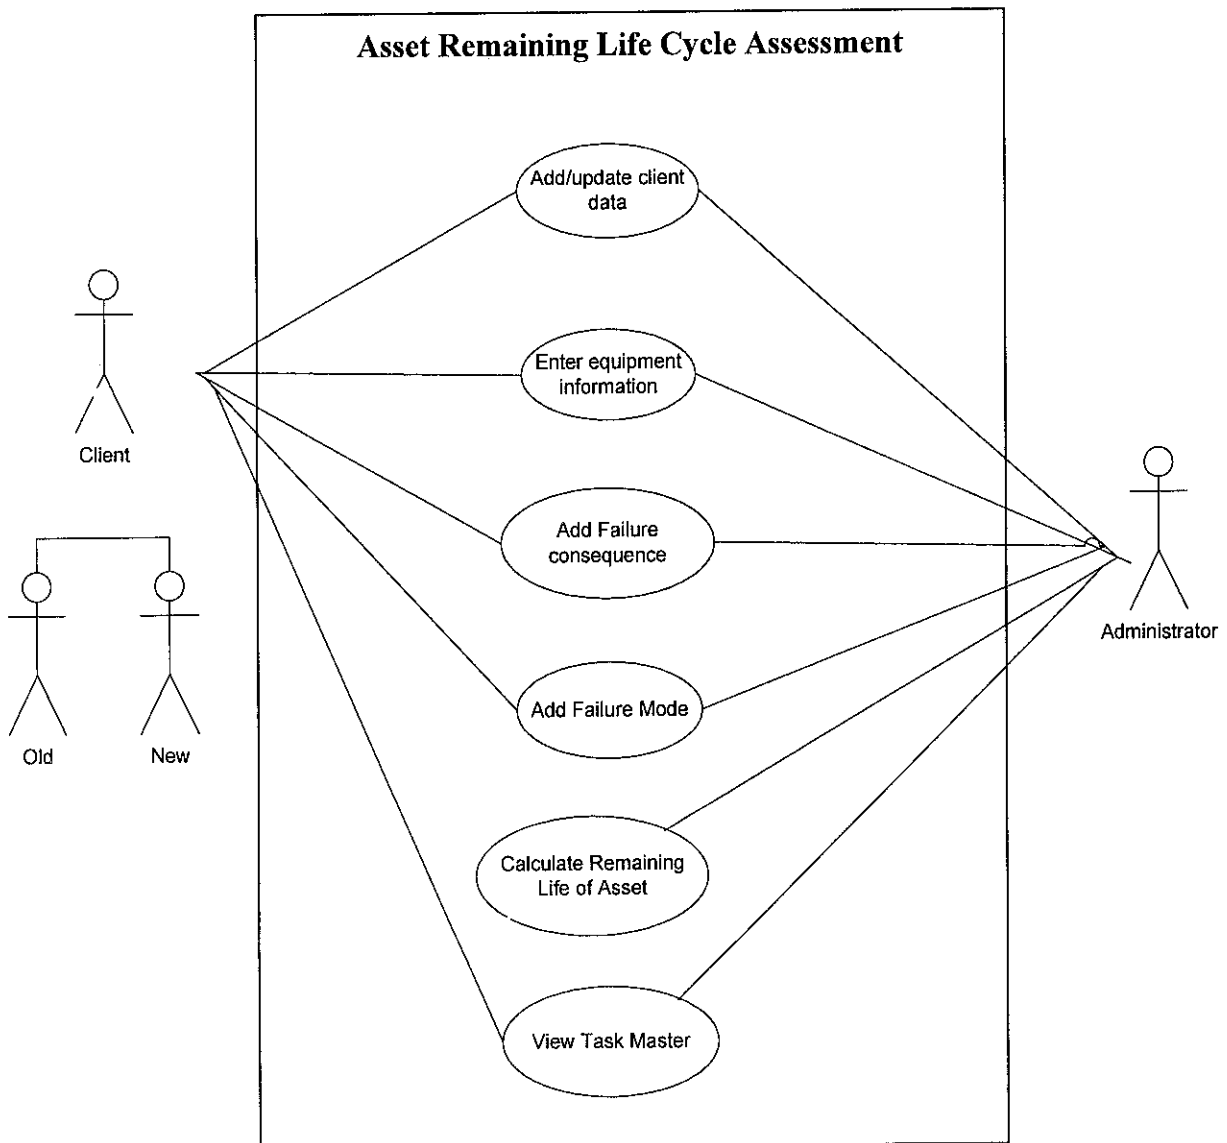 Asset Remaining Life Cycle Assessment
Add/update client
data
Enter equipment
information
Client
Add Failure
consequence
Administrator
Add Failure Mode
Old
New
Calculate Remaining
Life of Asset
View Task Master